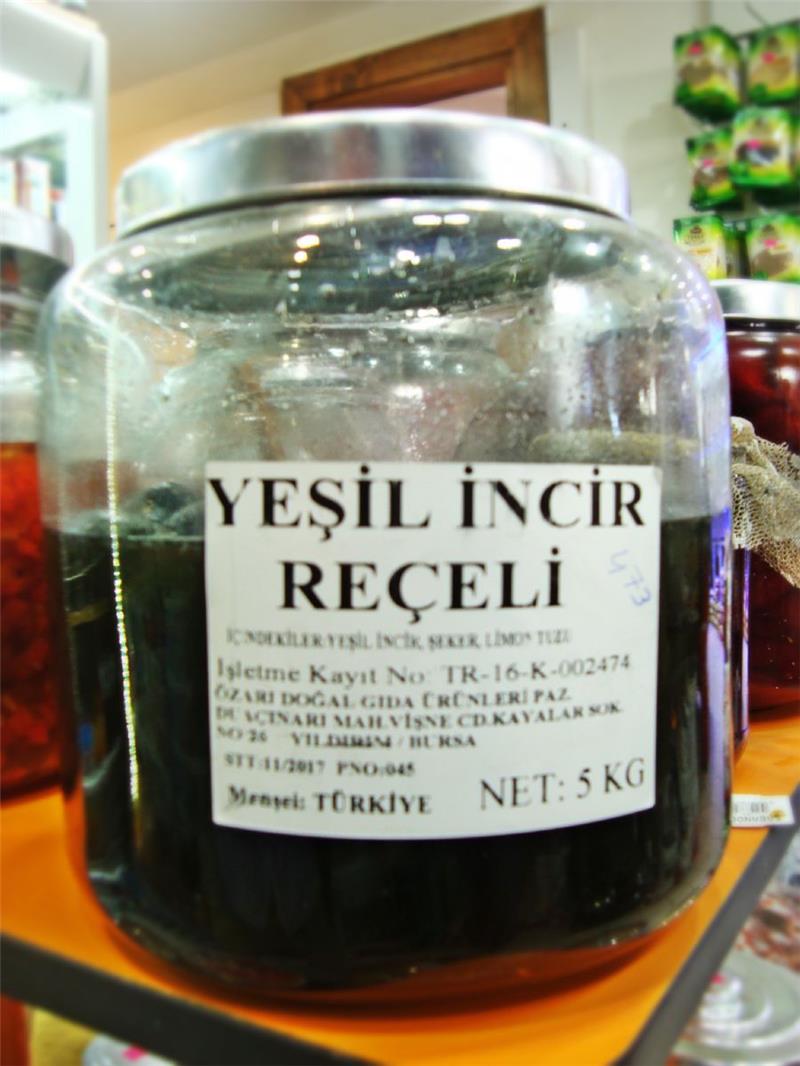 YEŞİL İNCİR
REÇELİ
473
İÇİNDEKİLER:YEŞİL İNCİR, ŞEKER, LİMON TUZU
İşletme Kayıt No: TR-16-K-002474
ÖZARI DOĞAL GIDA ÜRÜNLERİ PAZ.
DUAÇINARI MAH.VİŞNE CD.KAYALAR SOK.
NO:26 YILDIRIM / BURSA
STT:11/2017 PNO:045
Menşei: TÜRKİYE
NET: 5 KG